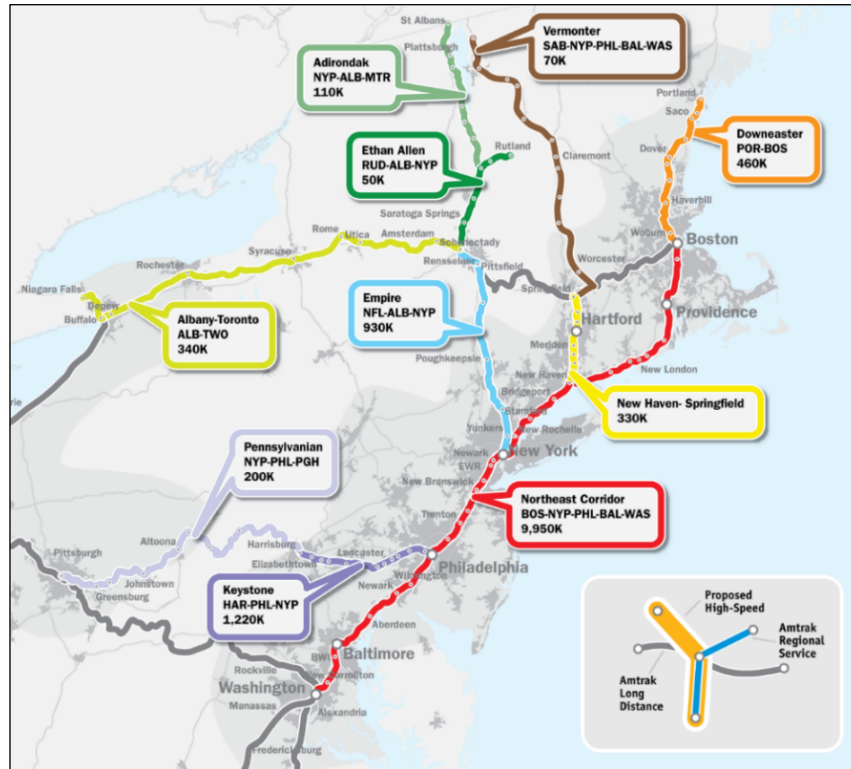 St Albans
Plattsburgh
Vermonter
SAB-NYP-PHL-BAL-WAS
70K
Adirondak
NYP-ALB-MTR
110K
Portland
Saco
Downeaster
POR-BOS
460K
Ethan Allen
RUD-ALB-NYP
50K
Rutland
Claremont
Dover
Haverhill
Saratoga Springs
Rome
Utica
Amsterdam
Schenectady
Woburn
Boston
Syracuse
Rensselaer
Pittsfield
Worcester
Rochester
Niagara Falls
Depew
Buffalo
Springfield
Albany-Toronto
ALB-TWO
340K
Empire
NFL-ALB-NYP
930K
Hartford
Providence
Meriden
Poughkeepsie
New Haven
New London
Bridgeport
Stamford
New Haven- Springfield
330K
Yonkers
New Rochelle
Newark
New York
EWR
Pennsylvanian
NYP-PHL-PGH
200K
New Brunswick
Northeast Corridor
BOS-NYP-PHL-BAL-WAS
9,950K
Trenton
Altoona
Harrisburg
Pittsburgh
Lancaster
Elizabethtown
Philadelphia
Johnstown
Greensburg
Wilmington
Newark
Keystone
HAR-PHL-NYP
1,220K
Aberdeen
Baltimore
BWI
Rockville
New Carrollton
Washington
Manassas
Alexandria
Fredericksburg
Proposed
High-Speed
Amtrak
Regional
Service
Amtrak
Long
Distance